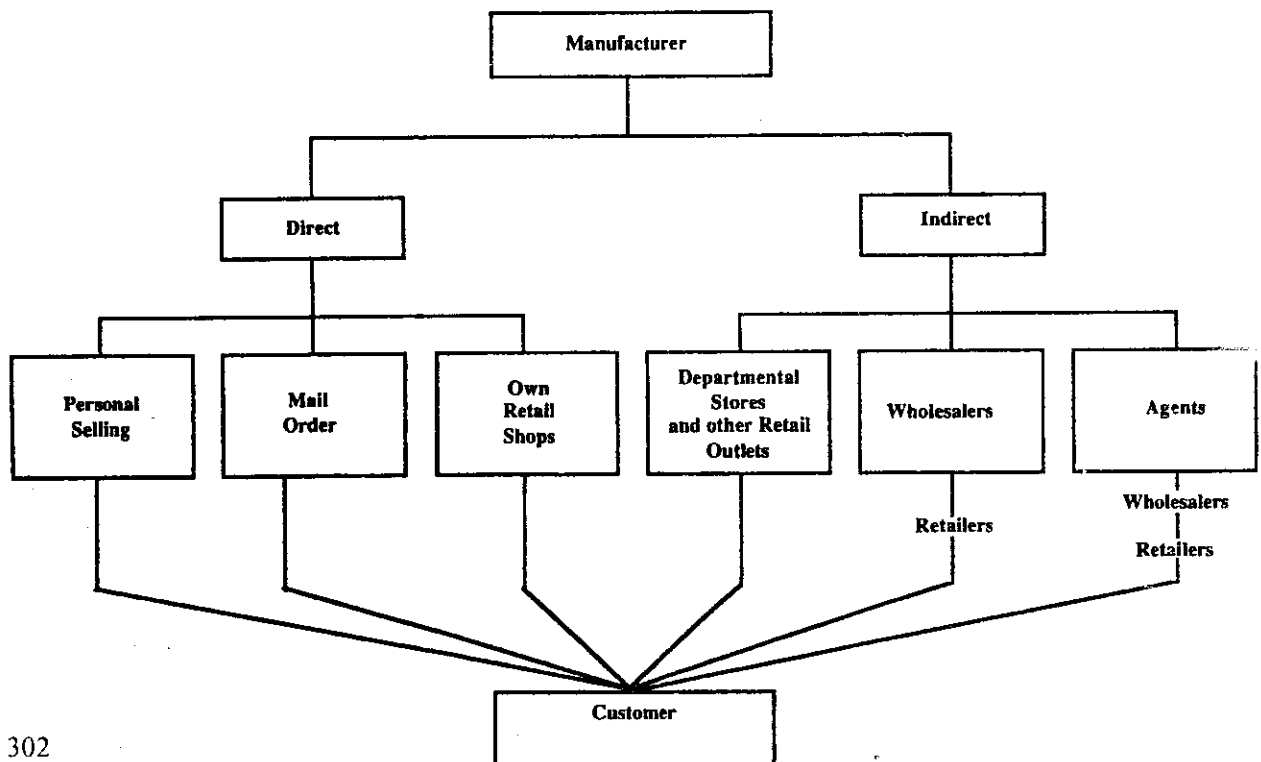 Manufacturer
Direct
Indirect
Personal
Selling
Mail
Order
Own
Retail
Shops
Departmental
Stores
and other Retail
Outlets
Wholesalers
Agents
Retailers
Wholesalers
Retailers
Customer
302